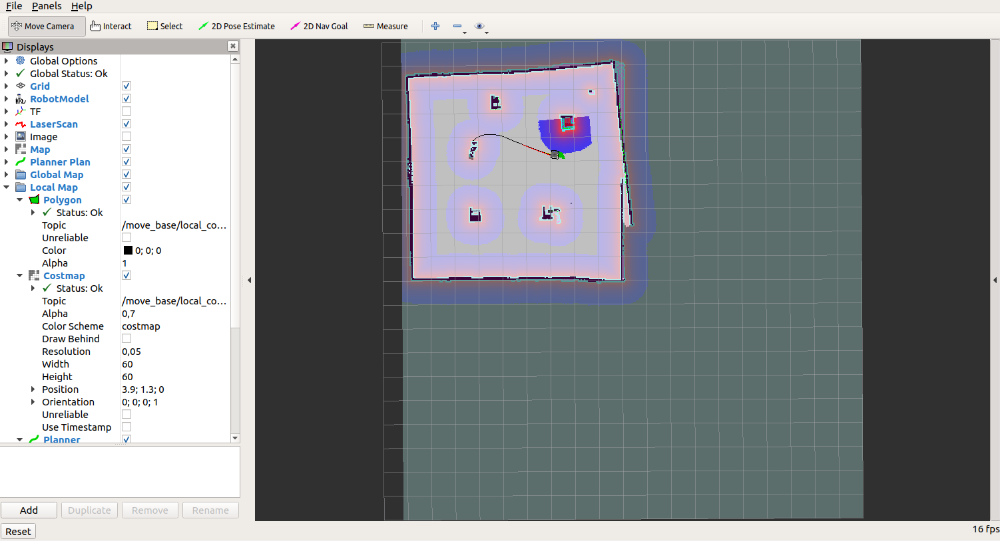 File Panels Help
Move Camera Interact Select 2D Pose Estimate 2D Nav Goal Measure
Displays
Global Options
Global Status: Ok
Grid
RobotModel
TF
LaserScan
Image
Map
Planner Plan
Global Map
Local Map
Polygon
Status: Ok
Topic /move_base/local_co...
Unreliable
Color 0; 0; 0
Alpha 1
Costmap
Status: Ok
Topic /move_base/local_co...
Alpha 0,7
Color Scheme costmap
Draw Behind
Resolution 0,05
Width 60
Height 60
Position 3.9; 1.3; 0
Orientation 0; 0; 0; 1
Unreliable
Use Timestamp
Planner
Add Duplicate Remove Rename
Reset 16 fps